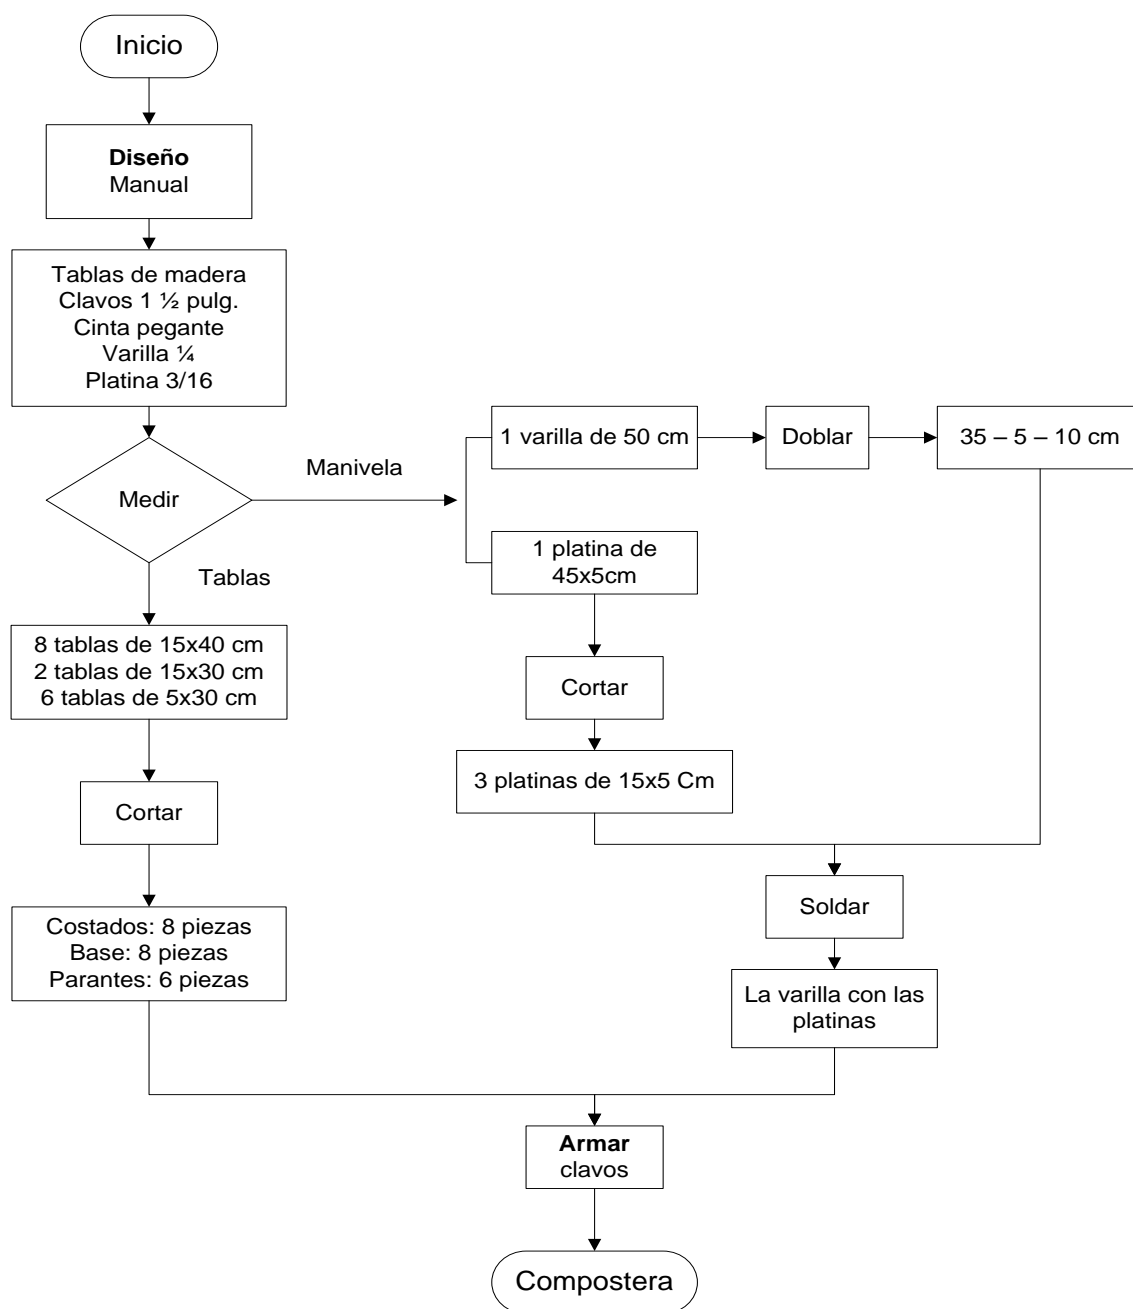 Inicio
Diseño
Manual
Tablas de madera
Clavos 1 ½ pulg.
Cinta pegante
Varilla ¼
Platina 3/16
Medir
Manivela
1 varilla de 50 cm
Doblar
35 – 5 – 10 cm
1 platina de
45x5cm
Tablas
8 tablas de 15x40 cm
2 tablas de 15x30 cm
6 tablas de 5x30 cm
Cortar
3 platinas de 15x5 Cm
Cortar
Soldar
Costados: 8 piezas
Base: 8 piezas
Parantes: 6 piezas
La varilla con las
platinas
Armar
clavos
Compostera